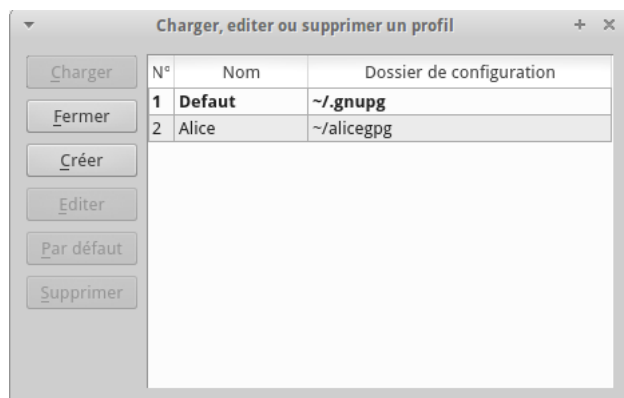 Charger, editer ou supprimer un profil
Charger
Fermer
Créer
Editer
Par défaut
Supprimer
N° Nom Dossier de configuration
1 Defaut ~/.gnupg
2 Alice ~/alicegpg